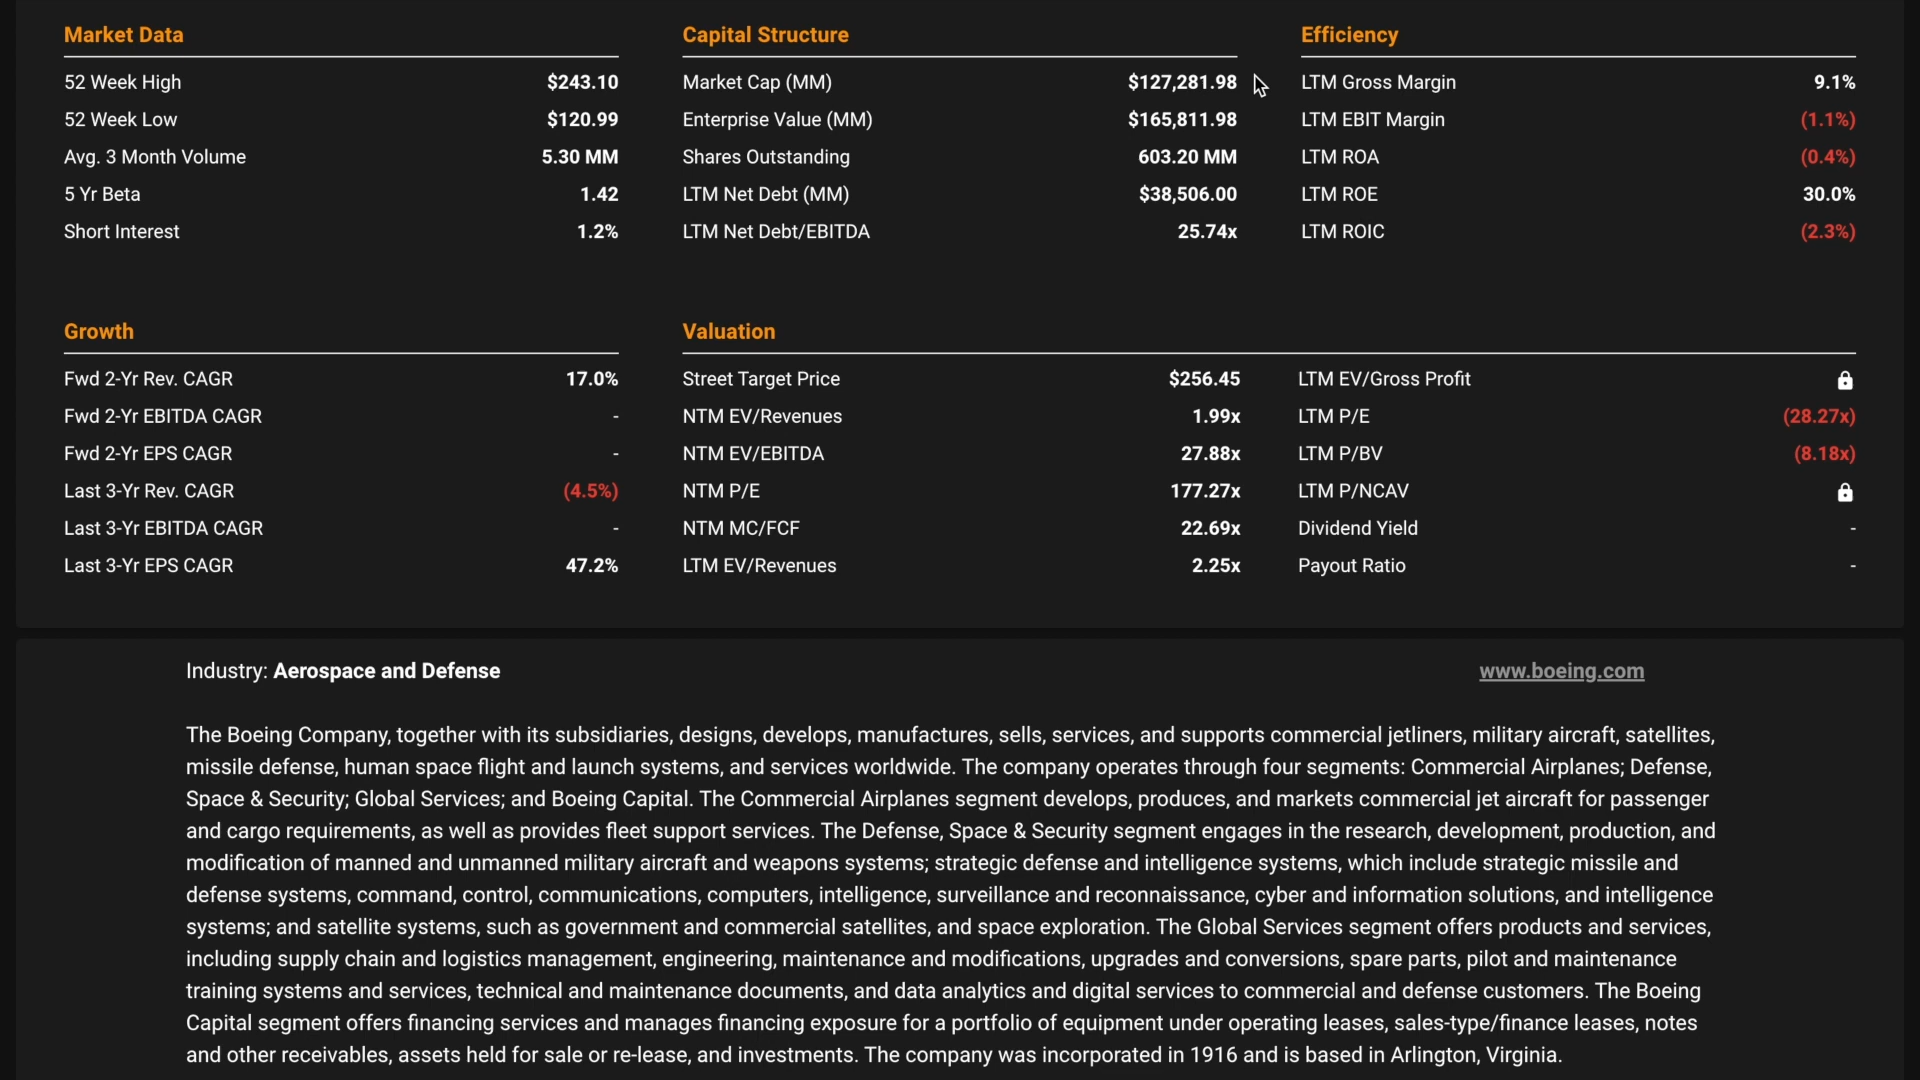 Market Data
52 Week High $243.10
52 Week Low $120.99
Avg. 3 Month Volume 5.30 MM
5 Yr Beta 1.42
Short Interest 1.2%
Capital Structure
Market Cap (MM) $127,281.98
Enterprise Value (MM) $165,811.98
Shares Outstanding 603.20 MM
LTM Net Debt (MM) $38,506.00
LTM Net Debt/EBITDA 25.74x
Efficiency
LTM Gross Margin 9.1%
LTM EBIT Margin (1.1%)
LTM ROA (0.4%)
LTM ROE 30.0%
LTM ROIC (2.3%)
Growth
Fwd 2-Yr Rev. CAGR 17.0%
Fwd 2-Yr EBITDA CAGR -
Fwd 2-Yr EPS CAGR -
Last 3-Yr Rev. CAGR (4.5%)
Last 3-Yr EBITDA CAGR -
Last 3-Yr EPS CAGR 47.2%
Valuation
Street Target Price $256.45
NTM EV/Revenues 1.99x
NTM EV/EBITDA 27.88x
NTM P/E 177.27x
NTM MC/FCF 22.69x
LTM EV/Revenues 2.25x
LTM EV/Gross Profit
LTM P/E (28.27x)
LTM P/BV (8.18x)
LTM P/NCAV
Dividend Yield -
Payout Ratio -
Industry: Aerospace and Defense
www.boeing.com
The Boeing Company, together with its subsidiaries, designs, develops, manufactures, sells, services, and supports commercial jetliners, military aircraft, satellites,
missile defense, human space flight and launch systems, and services worldwide. The company operates through four segments: Commercial Airplanes; Defense,
Space & Security; Global Services; and Boeing Capital. The Commercial Airplanes segment develops, produces, and markets commercial jet aircraft for passenger
and cargo requirements, as well as provides fleet support services. The Defense, Space & Security segment engages in the research, development, production, and
modification of manned and unmanned military aircraft and weapons systems; strategic defense and intelligence systems, which include strategic missile and
defense systems, command, control, communications, computers, intelligence, surveillance and reconnaissance, cyber and information solutions, and intelligence
systems; and satellite systems, such as government and commercial satellites, and space exploration. The Global Services segment offers products and services,
including supply chain and logistics management, engineering, maintenance and modifications, upgrades and conversions, spare parts, pilot and maintenance
training systems and services, technical and maintenance documents, and data analytics and digital services to commercial and defense customers. The Boeing
Capital segment offers financing services and manages financing exposure for a portfolio of equipment under operating leases, sales-type/finance leases, notes
and other receivables, assets held for sale or re-lease, and investments. The company was incorporated in 1916 and is based in Arlington, Virginia.